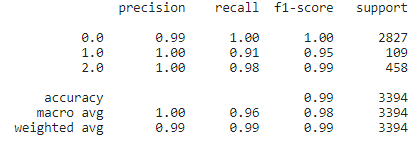 precision recall f1-score support
0.0 0.99 1.00 1.00 2827
1.0 1.00 0.91 0.95 109
2.0 1.00 0.98 0.99 458
accuracy 0.99 3394
macro avg 1.00 0.96 0.98 3394
weighted avg 0.99 0.99 0.99 3394